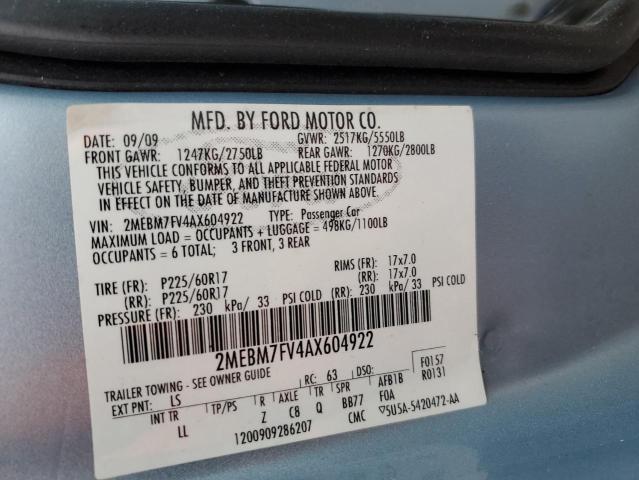 MFD. BY FORD MOTOR CO.
DATE: 09/09 GVWR: 2517KG/5550LB
FRONT GAWR: 1247KG/2750LB REAR GAWR: 1270KG/2800LB
THIS VEHICLE CONFORMS TO ALL APPLICABLE FEDERAL MOTOR
VEHICLE SAFETY, BUMPER, AND THEFT PREVENTION STANDARDS
IN EFFECT ON THE DATE OF MANUFACTURE SHOWN ABOVE.
VIN: 2MEBM7FV4AX604922 TYPE: Passenger Car
MAXIMUM LOAD = OCCUPANTS + LUGGAGE = 498KG/1100LB
OCCUPANTS = 6 TOTAL; 3 FRONT, 3 REAR
TIRE (FR): P225/60R17 RIMS (FR): 17x7.0
(RR): P225/60R17 (RR): 17x7.0
PRESSURE (FR): 230 kPa/ 33 PSI COLD (RR): 230 kPa/ 33 PSI COLD
2MEBM7FV4AX604922
TRAILER TOWING - SEE OWNER GUIDE
EXT PNT: LS RC: 63 DSO: F0157
INT TR TP/PS R AXLE TR SPR AFB1B R0131
LL Z C8 Q BB77 F0A
1200909286207 CMC 5U5A-5420472-AA